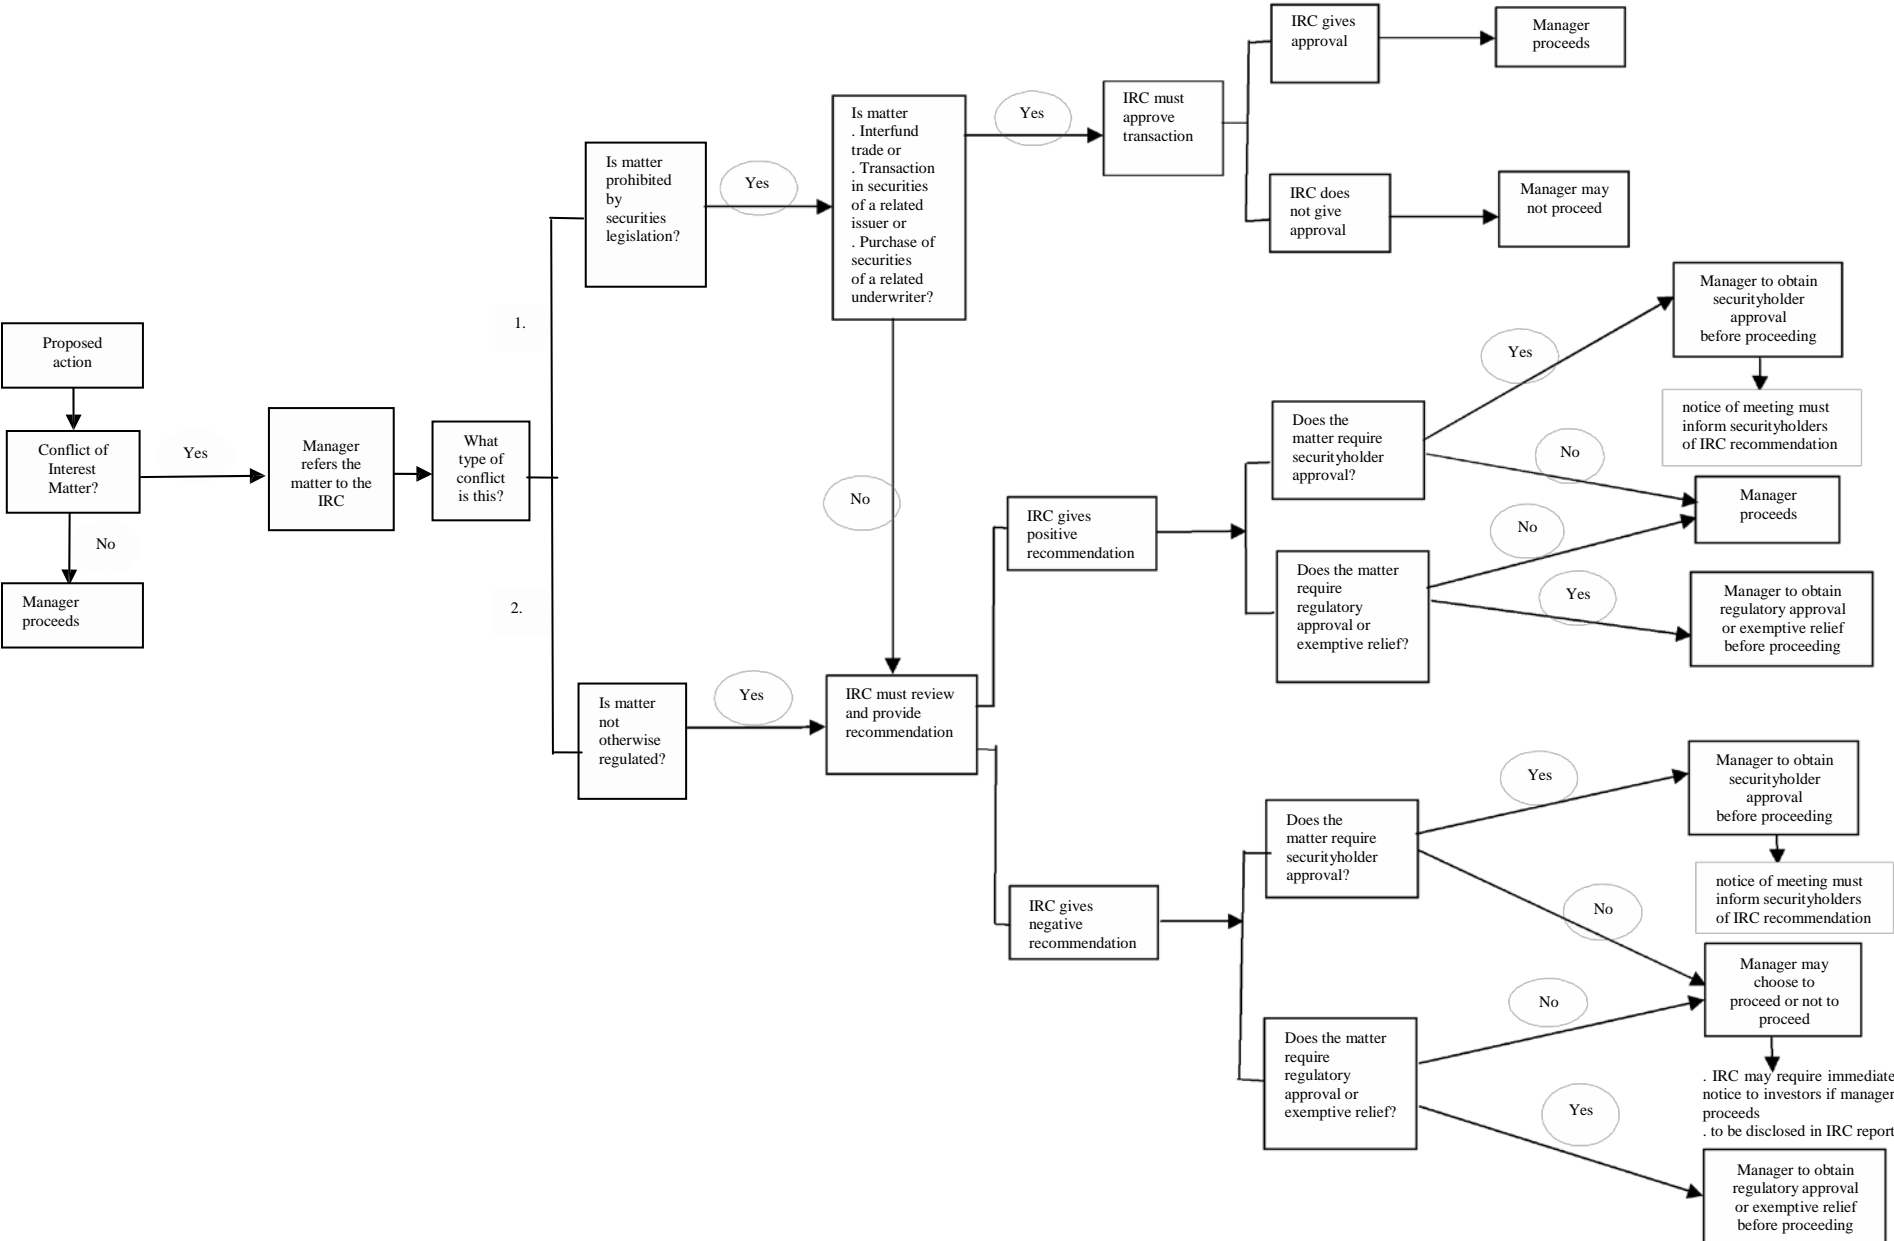 Proposed
action
Conflict of
Interest
Matter?
Yes
No
Manager
proceeds
Manager
refers the
matter to the
IRC
What
type of
conflict
is this?
1.
2.
Is matter
prohibited
by
securities
legislation?
Yes
Is matter
. Interfund
trade or
. Transaction
in securities
of a related
issuer or
. Purchase of
securities
of a related
underwriter?
Yes
No
IRC must
approve
transaction
IRC gives
approval
Manager
proceeds
IRC does
not give
approval
Manager may
not proceed
Is matter
not
otherwise
regulated?
Yes
IRC must review
and provide
recommendation
IRC gives
positive
recommendation
Does the
matter require
securityholder
approval?
Yes
Manager to obtain
securityholder
approval
before proceeding
notice of meeting must
inform securityholders
of IRC recommendation
No
Manager
proceeds
No
Does the matter
require
regulatory
approval or
exemptive relief?
Yes
Manager to obtain
regulatory approval
or exemptive relief
before proceeding
IRC gives
negative
recommendation
Does the
matter require
securityholder
approval?
Yes
Manager to obtain
securityholder
approval
before proceeding
notice of meeting must
inform securityholders
of IRC recommendation
No
Manager may
choose to
proceed or not to
proceed
. IRC may require immediate
notice to investors if manager
proceeds
. to be disclosed in IRC report
No
Does the matter
require
regulatory
approval or
exemptive relief?
Yes
Manager to obtain
regulatory approval
or exemptive relief
before proceeding